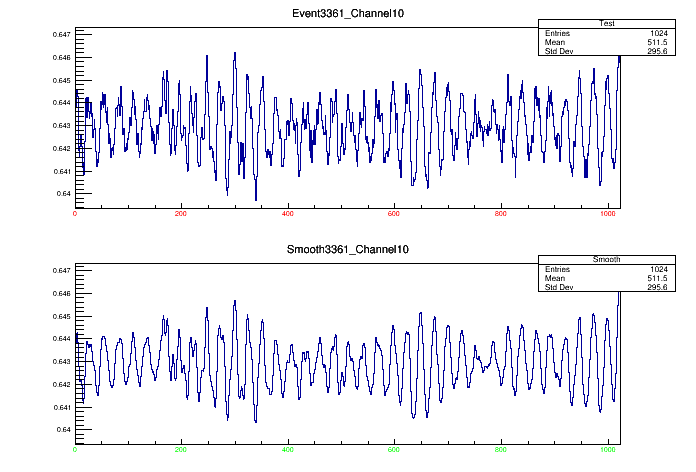 Event3361_Channel10
Test
Entries 1024
Mean 511.5
Std Dev 295.6
0.647
0.646
0.645
0.644
0.643
0.642
0.641
0.64
0 200 400 600 800 1000
Smooth3361_Channel10
Smooth
Entries 1024
Mean 511.5
Std Dev 295.6
0.647
0.646
0.645
0.644
0.643
0.642
0.641
0.64
0 200 400 600 800 1000